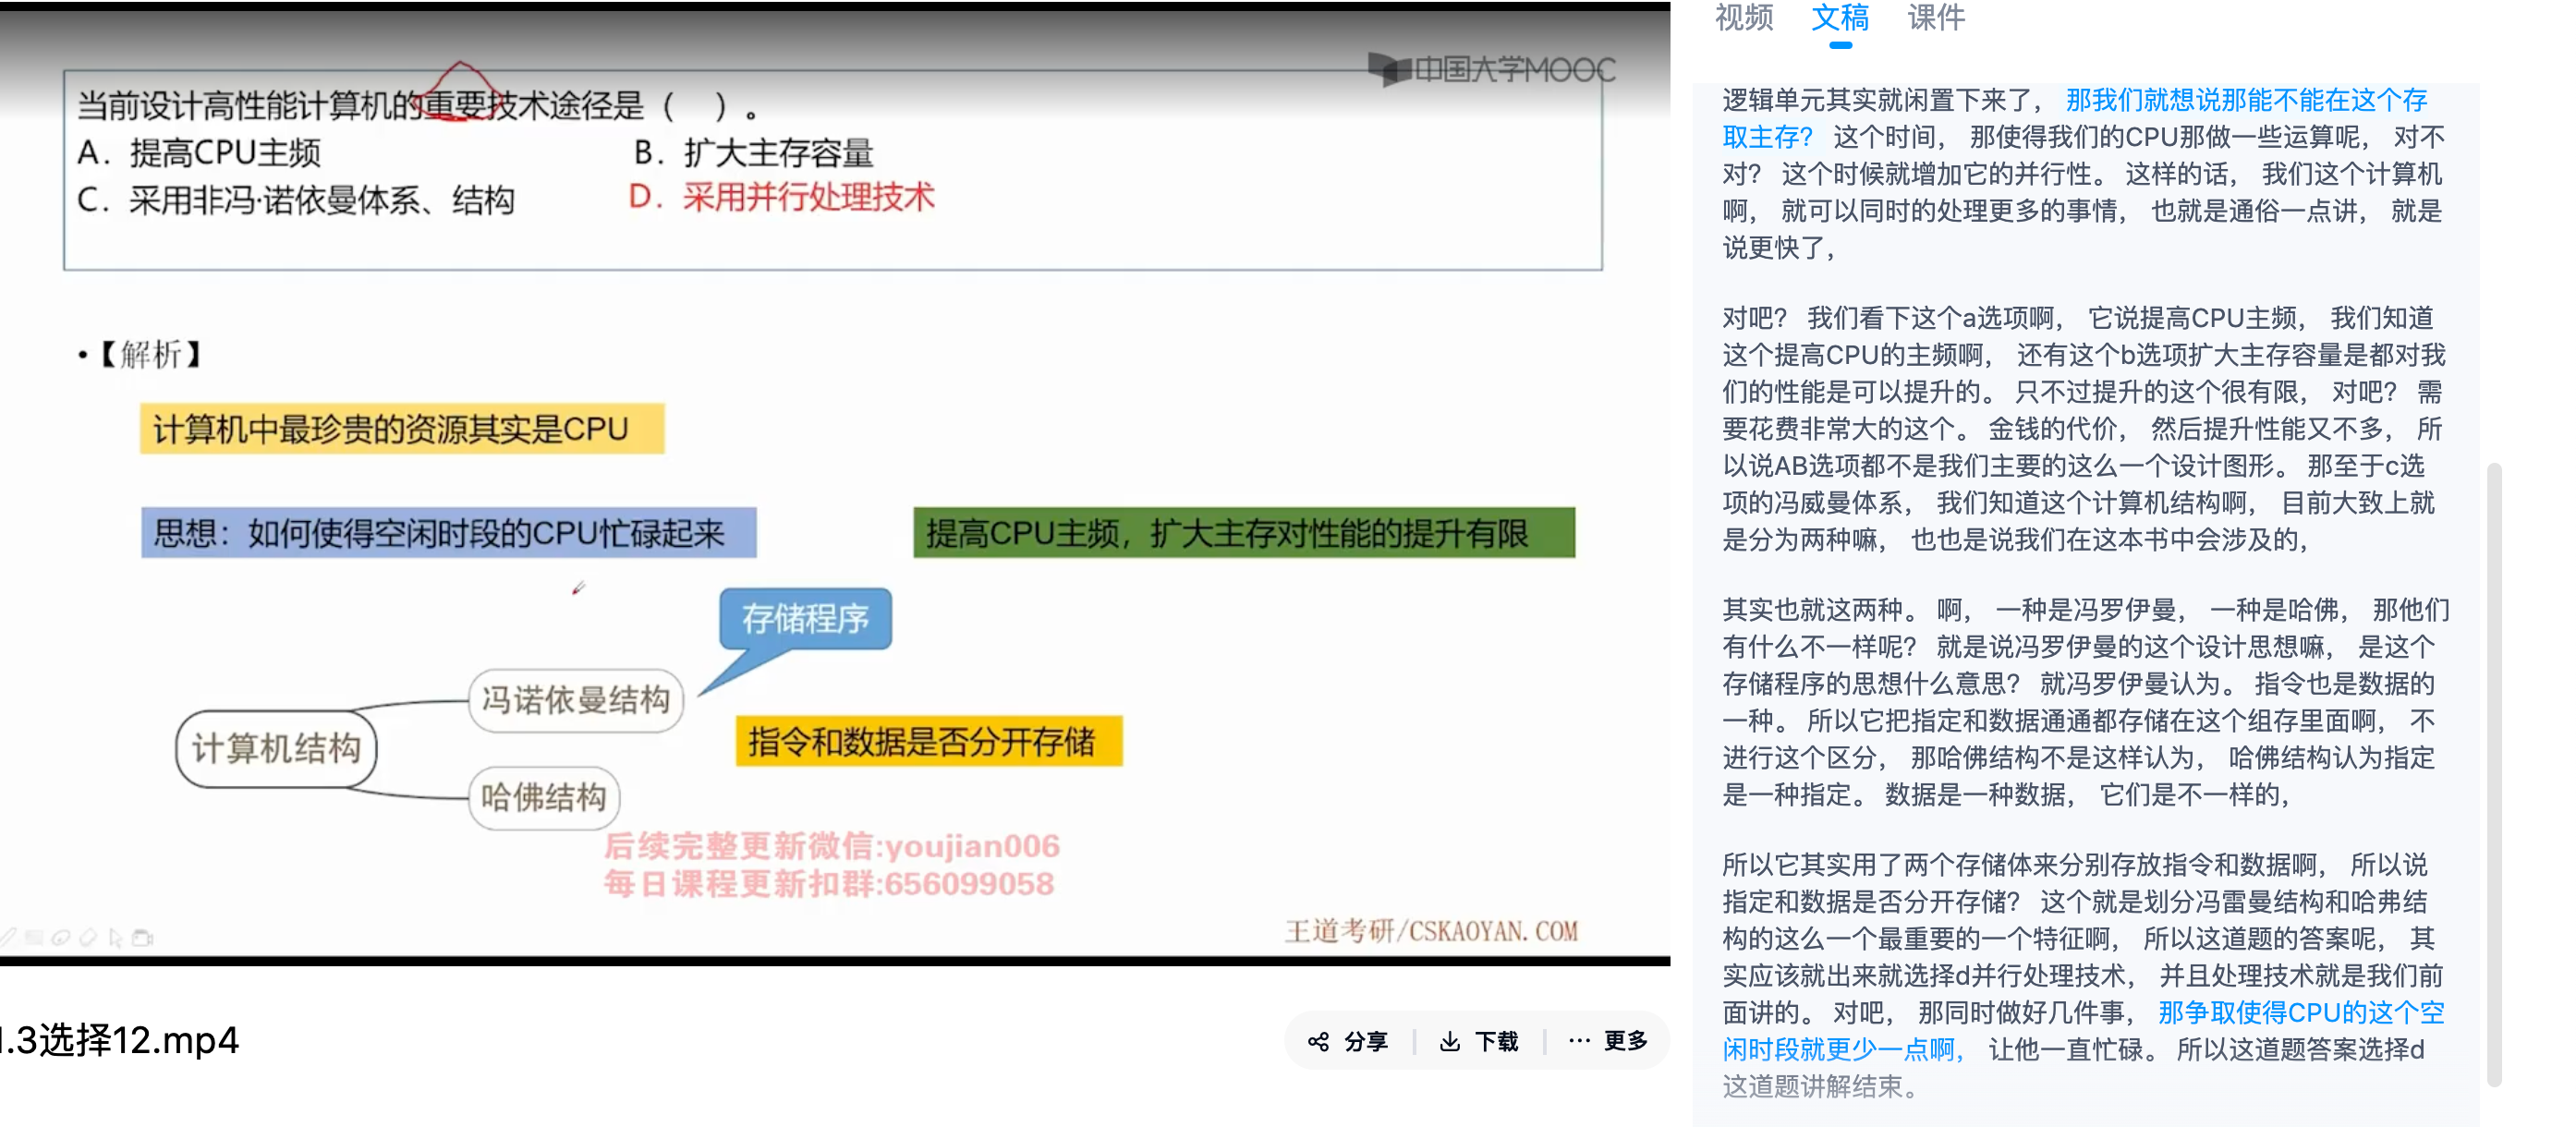 中国大学MOOC
当前设计高性能计算机的重要技术途径是（ ）。
A．提高CPU主频
B．扩大主存容量
C．采用非冯·诺依曼体系、结构
D．采用并行处理技术
•【解析】
计算机中最珍贵的资源其实是CPU
思想：如何使得空闲时段的CPU忙碌起来
提高CPU主频，扩大主存对性能的提升有限
存储程序
冯诺依曼结构
计算机结构
指令和数据是否分开存储
哈佛结构
后续完整更新微信:youjian006
每日课程更新扣群:656099058
王道考研/CSKAOYAN.COM
1.3选择12.mp4
分享
下载
更多
视频 文稿 课件
逻辑单元其实就闲置下来了， 那我们就想说那能不能在这个存
取主存？ 这个时间， 那使得我们的CPU那做一些运算呢， 对不
对？ 这个时候就增加它的并行性。 这样的话， 我们这个计算机
啊， 就可以同时的处理更多的事情， 也就是通俗一点讲， 就是
说更快了，
对吧？ 我们看下这个a选项啊， 它说提高CPU主频， 我们知道
这个提高CPU的主频啊， 还有这个b选项扩大主存容量是都对我
们的性能是可以提升的。 只不过提升的这个很有限， 对吧？ 需
要花费非常大的这个。 金钱的代价， 然后提升性能又不多， 所
以说AB选项都不是我们主要的这么一个设计图形。 那至于c选
项的冯威曼体系， 我们知道这个计算机结构啊， 目前大致上就
是分为两种嘛， 也也是说我们在这本书中会涉及的，
其实也就这两种。 啊， 一种是冯罗伊曼， 一种是哈佛， 那他们
有什么不一样呢？ 就是说冯罗伊曼的这个设计思想嘛， 是这个
存储程序的思想什么意思？ 就冯罗伊曼认为。 指令也是数据的
一种。 所以它把指定和数据通通都存储在这个组存里面啊， 不
进行这个区分， 那哈佛结构不是这样认为， 哈佛结构认为指定
是一种指定。 数据是一种数据， 它们是不一样的，
所以它其实用了两个存储体来分别存放指令和数据啊， 所以说
指定和数据是否分开存储？ 这个就是划分冯雷曼结构和哈弗结
构的这么一个最重要的一个特征啊， 所以这道题的答案呢， 其
实应该就出来就选择d并行处理技术， 并且处理技术就是我们前
面讲的。 对吧， 那同时做好几件事， 那争取使得CPU的这个空
闲时段就更少一点啊， 让他一直忙碌。 所以这道题答案选择d
这道题讲解结束。